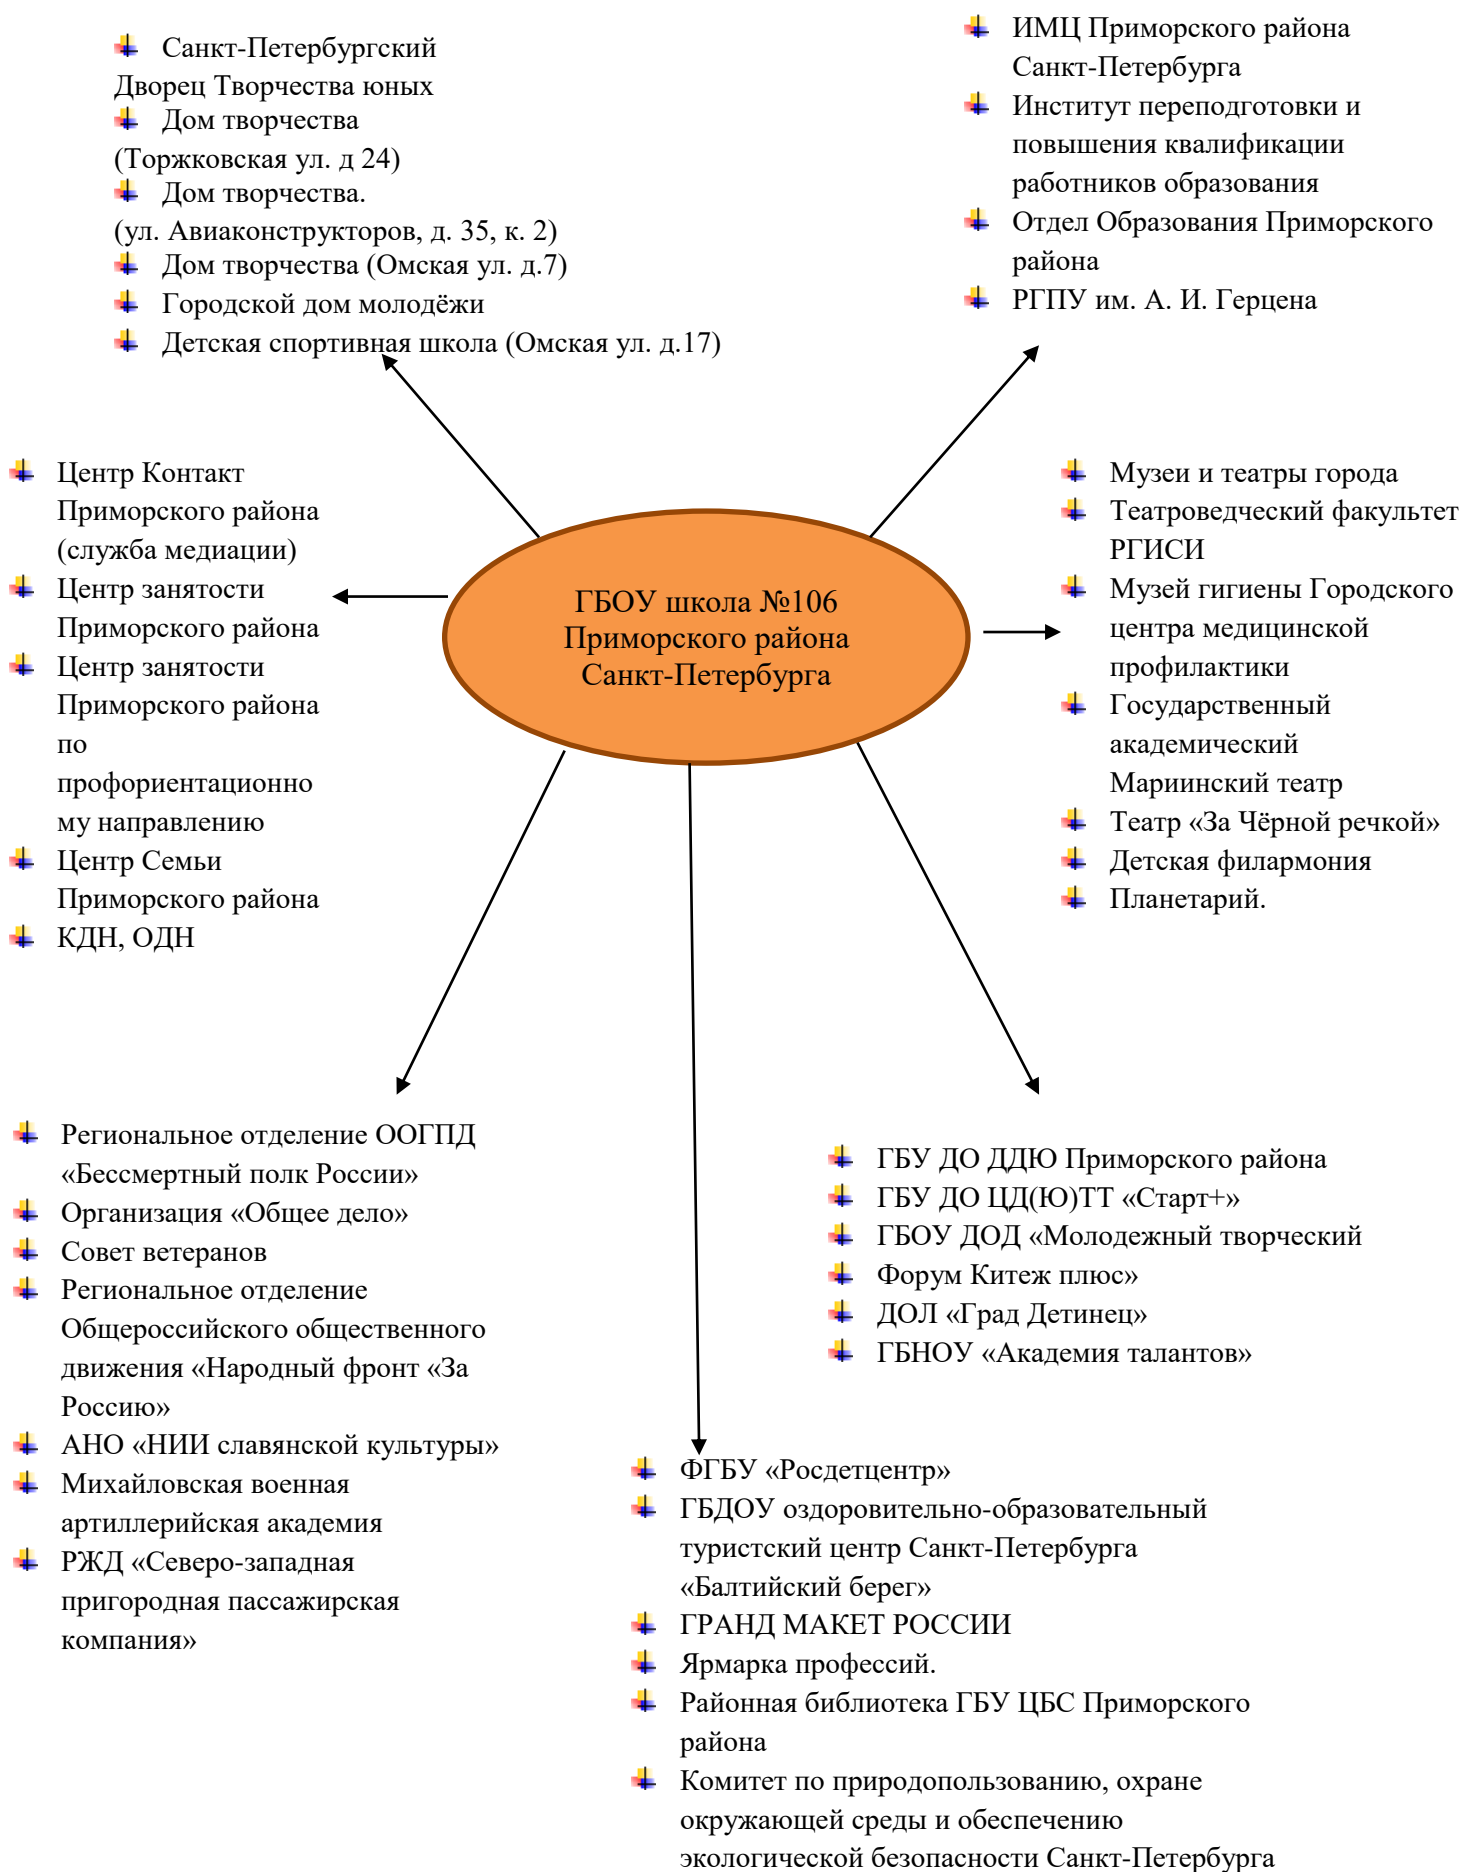 Санкт-Петербургский
Дворец Творчества юных
Дом творчества
(Торжковская ул. д 24)
Дом творчества.
(ул. Авиаконструкторов, д. 35, к. 2)
Дом творчества (Омская ул. д.7)
Городской дом молодёжи
Детская спортивная школа (Омская ул. д.17)
ИМЦ Приморского района
Санкт-Петербурга
Институт переподготовки и
повышения квалификации
работников образования
Отдел Образования Приморского
района
РГПУ им. А. И. Герцена
Центр Контакт
Приморского района
(служба медиации)
Центр занятости
Приморского района
Центр занятости
Приморского района
по
профориентационно
му направлению
Центр Семьи
Приморского района
КДН, ОДН
ГБОУ школа №106
Приморского района
Санкт-Петербурга
Музеи и театры города
Театроведческий факультет
РГИСИ
Музей гигиены Городского
центра медицинской
профилактики
Государственный
академический
Мариинский театр
Театр «За Чёрной речкой»
Детская филармония
Планетарий.
Региональное отделение ООГПД
«Бессмертный полк России»
Организация «Общее дело»
Совет ветеранов
Региональное отделение
Общероссийского общественного
движения «Народный фронт «За
Россию»
АНО «НИИ славянской культуры»
Михайловская военная
артиллерийская академия
РЖД «Северо-западная
пригородная пассажирская
компания»
ГБУ ДО ДДЮ Приморского района
ГБУ ДО ЦД(Ю)ТТ «Старт+»
ГБОУ ДОД «Молодежный творческий
Форум Китеж плюс»
ДОЛ «Град Детинец»
ГБНОУ «Академия талантов»
ФГБУ «Росдетцентр»
ГБДОУ оздоровительно-образовательный
туристский центр Санкт-Петербурга
«Балтийский берег»
ГРАНД МАКЕТ РОССИИ
Ярмарка профессий.
Районная библиотека ГБУ ЦБС Приморского
района
Комитет по природопользованию, охране
окружающей среды и обеспечению
экологической безопасности Санкт-Петербурга